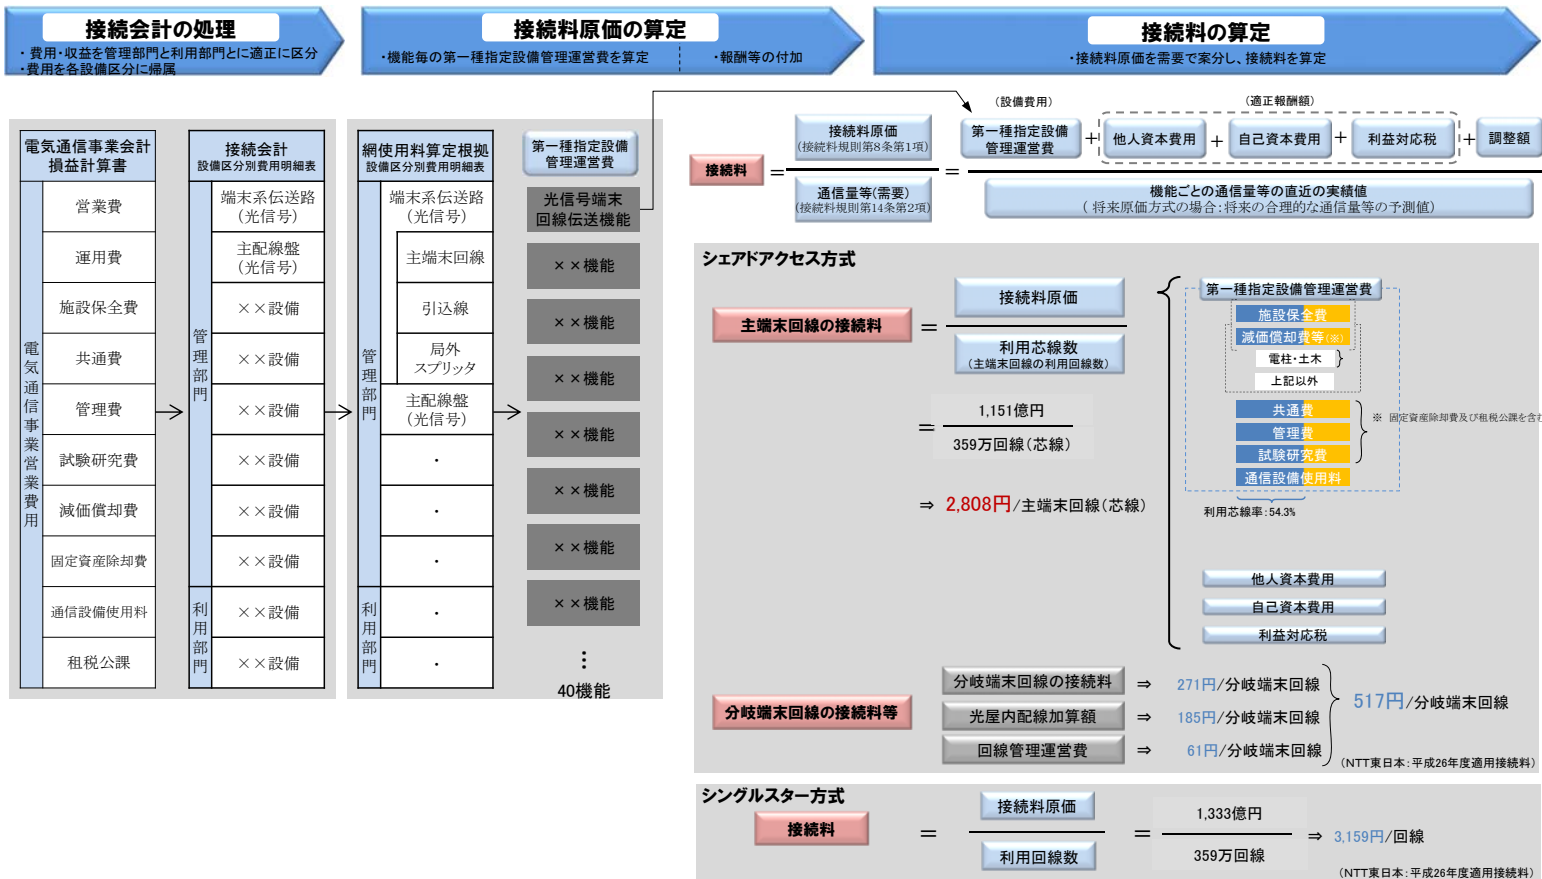 接続会計の処理
・費用・収益を管理部門と利用部門とに適正に区分
・費用を各設備区分に帰属
接続料原価の算定
・機能毎の第一種指定設備管理運営費を算定
・報酬等の付加
接続料の算定
・接続料原価を需要で案分し、接続料を算定
電気通信事業会計
損益計算書
電気通信事業営業費用
営業費
運用費
施設保全費
共通費
管理費
試験研究費
減価償却費
固定資産除却費
通信設備使用料
租税公課
接続会計
設備区分別費用明細表
管理部門
利用部門
端末系伝送路
(光信号)
主配線盤
(光信号)
××設備
××設備
××設備
××設備
××設備
××設備
××設備
××設備
網使用料算定根拠
設備区分別費用明細表
管理部門
利用部門
端末系伝送路
(光信号)
主端末回線
引込線
局外
スプリッタ
主配線盤
(光信号)
・
・
・
・
・
第一種指定設備
管理運営費
光信号端末
回線伝送機能
××機能
××機能
××機能
××機能
××機能
××機能
××機能
⋮
40機能
接続料
=
接続料原価
(接続料規則第8条第1項)
通信量等(需要)
(接続料規則第14条第2項)
=
(設備費用)
第一種指定設備
管理運営費
+
(適正報酬額)
他人資本費用
+
自己資本費用
+
利益対応税
+
調整額
機能ごとの通信量等の直近の実績値
(将来原価方式の場合:将来の合理的な通信量等の予測値)
シェアドアクセス方式
主端末回線の接続料
=
接続料原価
利用芯線数
(主端末回線の利用回線数)
=
1,151億円
359万回線(芯線)
⇒ 2,808円/主端末回線(芯線)
第一種指定設備管理運営費
施設保全費
減価償却費等(※)
電柱・土木
上記以外
共通費
管理費
試験研究費
通信設備使用料
※ 固定資産除却費及び租税公課を含む
利用芯線率:54.3%
他人資本費用
自己資本費用
利益対応税
分岐端末回線の接続料等
分岐端末回線の接続料 ⇒ 271円/分岐端末回線
光屋内配線加算額 ⇒ 185円/分岐端末回線
回線管理運営費 ⇒ 61円/分岐端末回線
517円/分岐端末回線
(NTT東日本:平成26年度適用接続料)
シングルスター方式
接続料
=
接続料原価
利用回線数
=
1,333億円
359万回線
⇒ 3,159円/回線
(NTT東日本:平成26年度適用接続料)